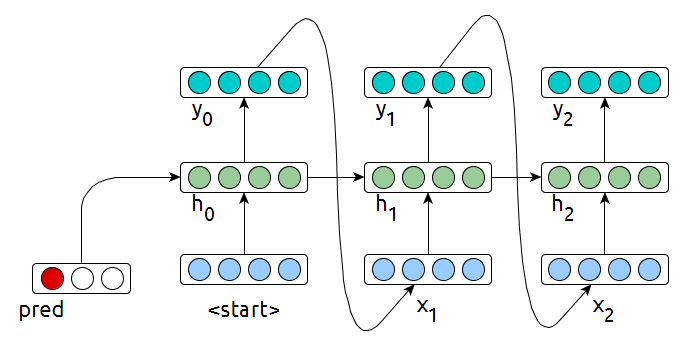 y0 y1 y2
h0 h1 h2
pred <start> x1 x2